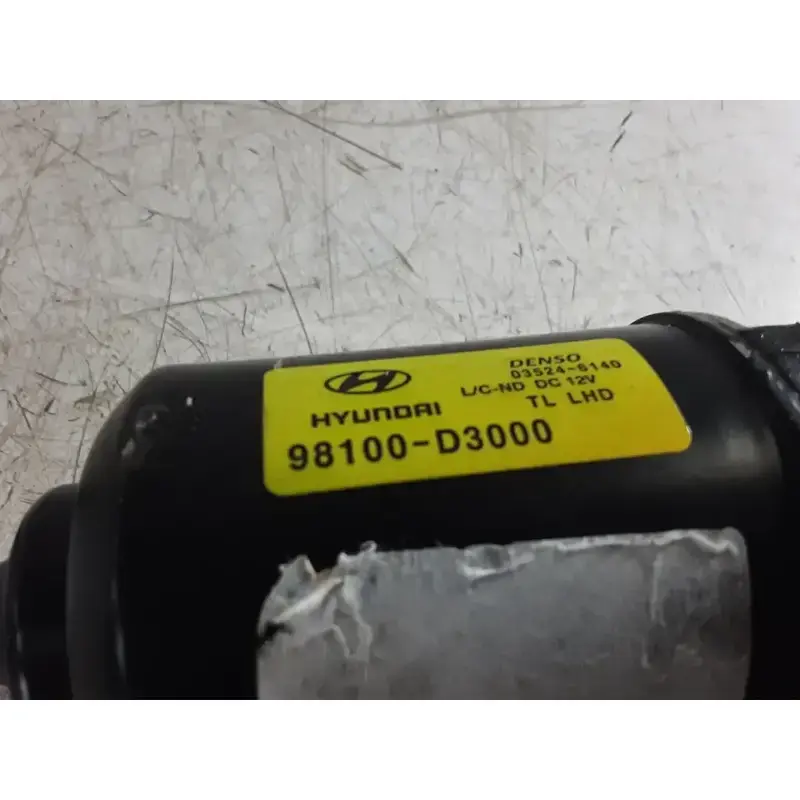 DENSO
03524-6140
L/C-ND DC 12V
TL LHD
HYUNDAI
98100-D3000